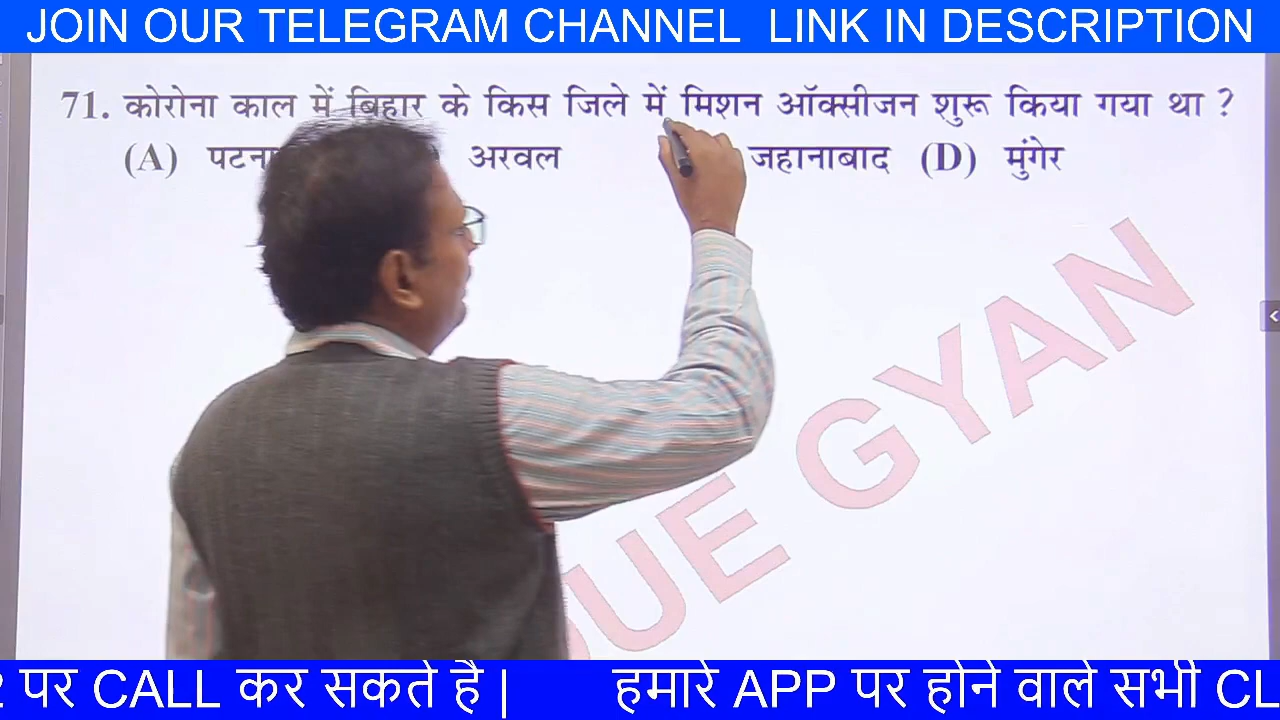 JOIN OUR TELEGRAM CHANNEL LINK IN DESCRIPTION
71. कोरोना काल में बिहार के किस जिले में मिशन ऑक्सीजन शुरू किया गया था ?
(A) पटना अरवल जहानाबाद (D) मुंगेर
GYAN
पर CALL कर सकते है | हमारे APP पर होने वाले सभी CL